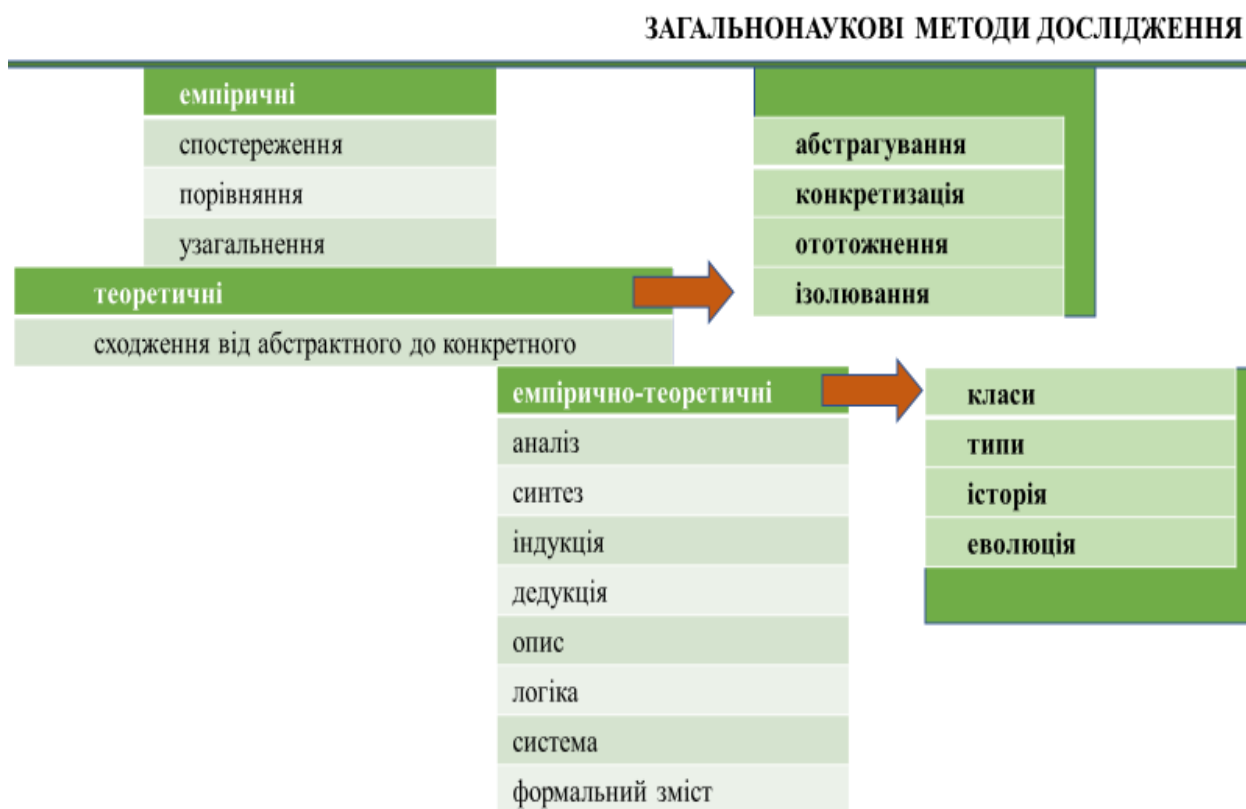 ЗАГАЛЬНОНАУКОВІ МЕТОДИ ДОСЛІДЖЕННЯ
емпіричні
спостереження
порівняння
узагальнення
теоретичні
сходження від абстрактного до конкретного
абстрагування
конкретизація
ототожнення
ізолювання
емпірично-теоретичні
аналіз
синтез
індукція
дедукція
опис
логіка
система
формальний зміст
класи
типи
історія
еволюція